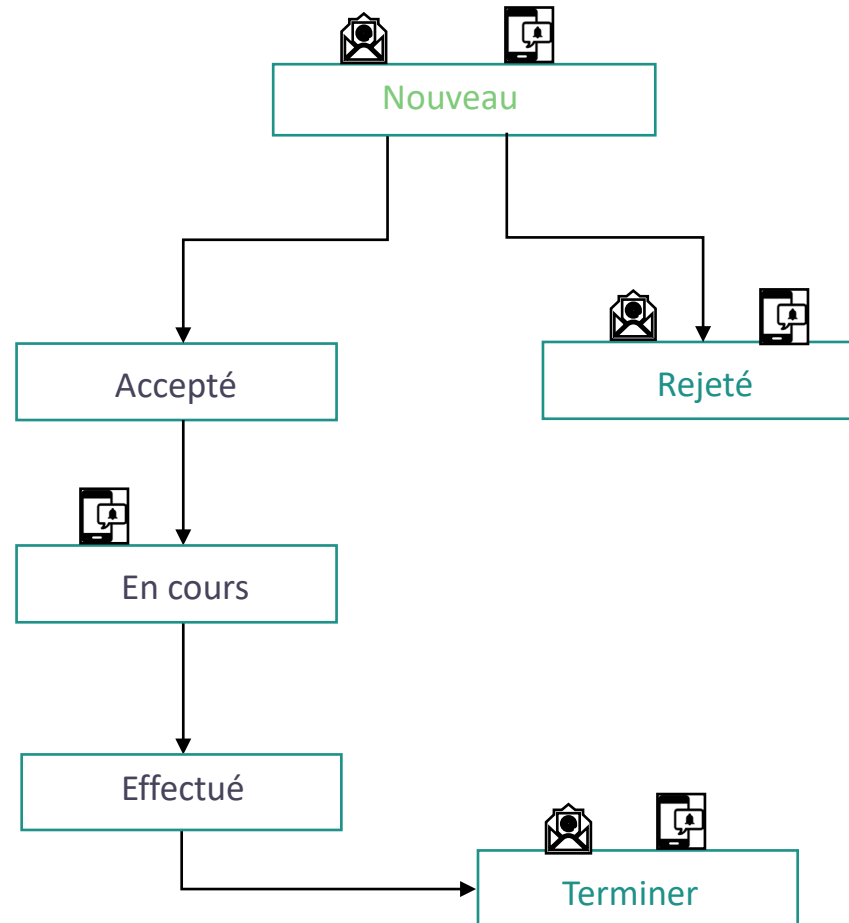 Nouveau
Accepté
Rejeté
En cours
Effectué
Terminer